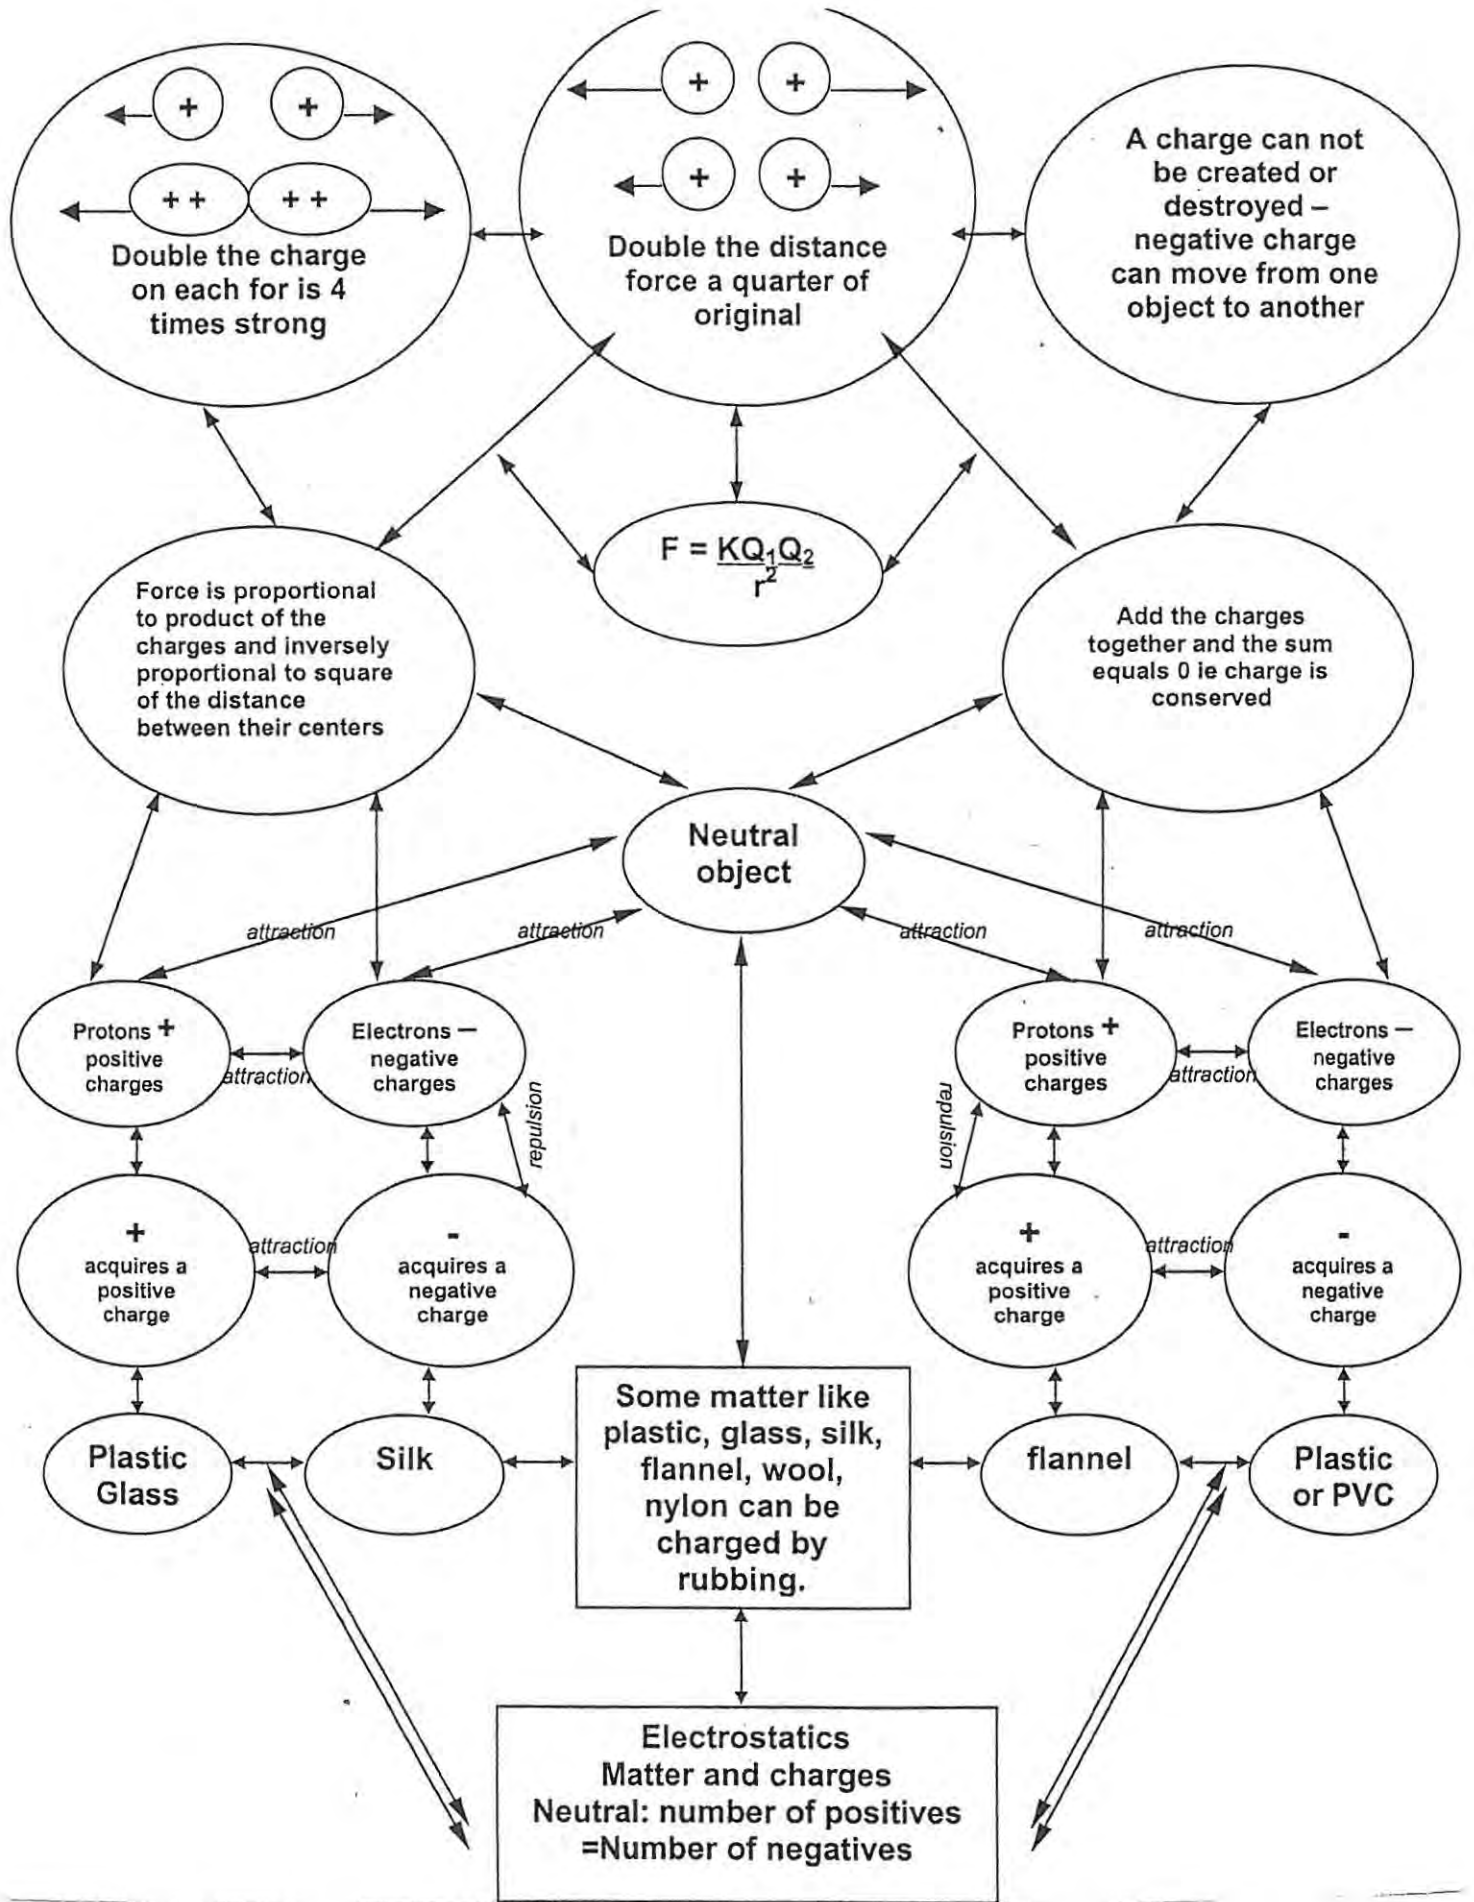 + +
++ ++
Double the charge
on each for is 4
times strong
+ +
+ +
Double the distance
force a quarter of
original
A charge can not
be created or
destroyed –
negative charge
can move from one
object to another
F = KQ₁Q₂
r²
Force is proportional
to product of the
charges and inversely
proportional to square
of the distance
between their centers
Add the charges
together and the sum
equals 0 ie charge is
conserved
Neutral
object
attraction
attraction
attraction
attraction
Protons +
positive
charges
attraction
Electrons –
negative
charges
repulsion
repulsion
Protons +
positive
charges
attraction
Electrons –
negative
charges
+
acquires a
positive
charge
attraction
-
acquires a
negative
charge
+
acquires a
positive
charge
attraction
-
acquires a
negative
charge
Plastic
Glass
Silk
Some matter like
plastic, glass, silk,
flannel, wool,
nylon can be
charged by
rubbing.
flannel
Plastic
or PVC
Electrostatics
Matter and charges
Neutral: number of positives
=Number of negatives